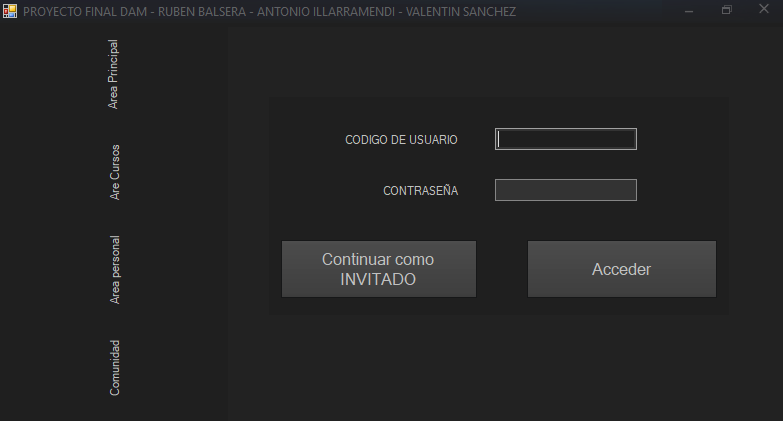 PROYECTO FINAL DAM - RUBEN BALSERA - ANTONIO ILLARRAMENDI - VALENTIN SANCHEZ
Area Principal
Are Cursos
Area personal
Comunidad
CODIGO DE USUARIO
CONTRASEÑA
Continuar como
INVITADO
Acceder